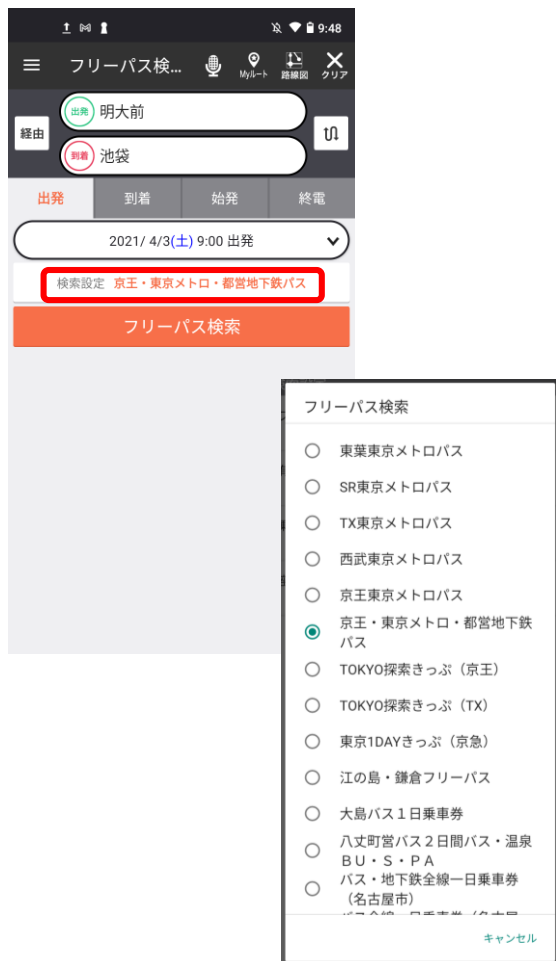 9:48
フリーパス検...
Myルート
路線図
クリア
経由
出発 明大前
到着 池袋
出発 到着 始発 終電
2021/ 4/3(土) 9:00 出発
検索設定 京王・東京メトロ・都営地下鉄パス
フリーパス検索
フリーパス検索
東葉東京メトロパス
SR東京メトロパス
TX東京メトロパス
西武東京メトロパス
京王東京メトロパス
京王・東京メトロ・都営地下鉄
パス
TOKYO探索きっぷ（京王）
TOKYO探索きっぷ（TX）
東京1DAYきっぷ（京急）
江の島・鎌倉フリーパス
大島バス１日乗車券
八丈町営バス２日間バス・温泉
ＢＵ・Ｓ・ＰＡ
バス・地下鉄全線一日乗車券
（名古屋市）
キャンセル